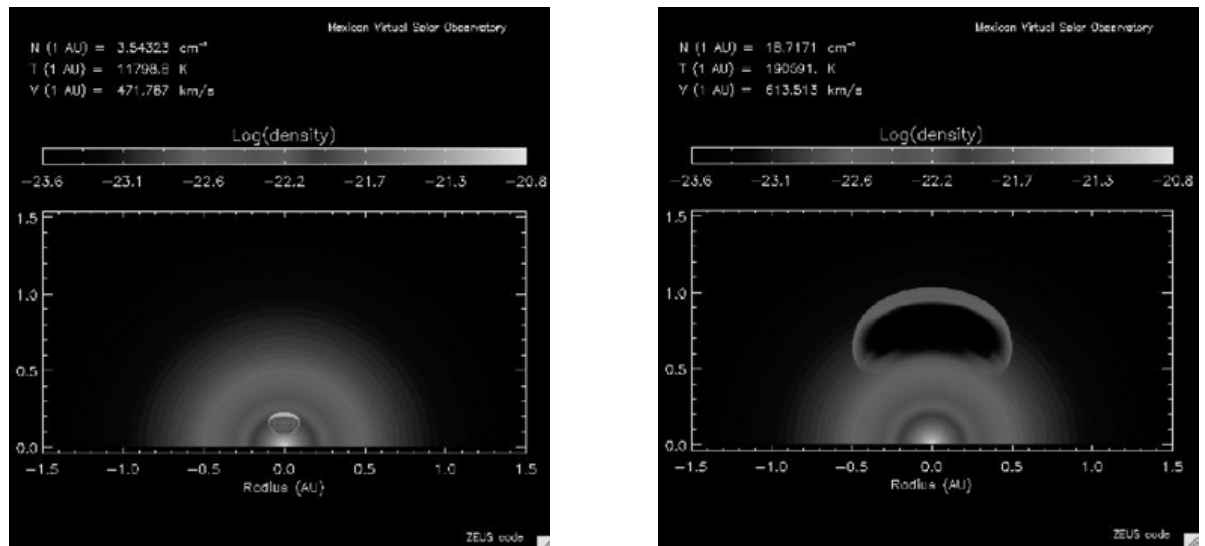 Mexican Virtual Solar Observatory
N (1 AU) = 3.54323 cm⁻³
T (1 AU) = 11798.8 K
V (1 AU) = 471.787 km/s
Log(density)
−23.6 −23.1 −22.6 −22.2 −21.7 −21.3 −20.8
1.5
1.0
0.5
0.0
−1.5 −1.0 −0.5 0.0 0.5 1.0 1.5
Radius (AU)
ZEUS code
Mexican Virtual Solar Observatory
N (1 AU) = 18.7171 cm⁻³
T (1 AU) = 190591. K
V (1 AU) = 613.513 km/s
Log(density)
−23.6 −23.1 −22.6 −22.2 −21.7 −21.3 −20.8
1.5
1.0
0.5
0.0
−1.5 −1.0 −0.5 0.0 0.5 1.0 1.5
Radius (AU)
ZEUS code